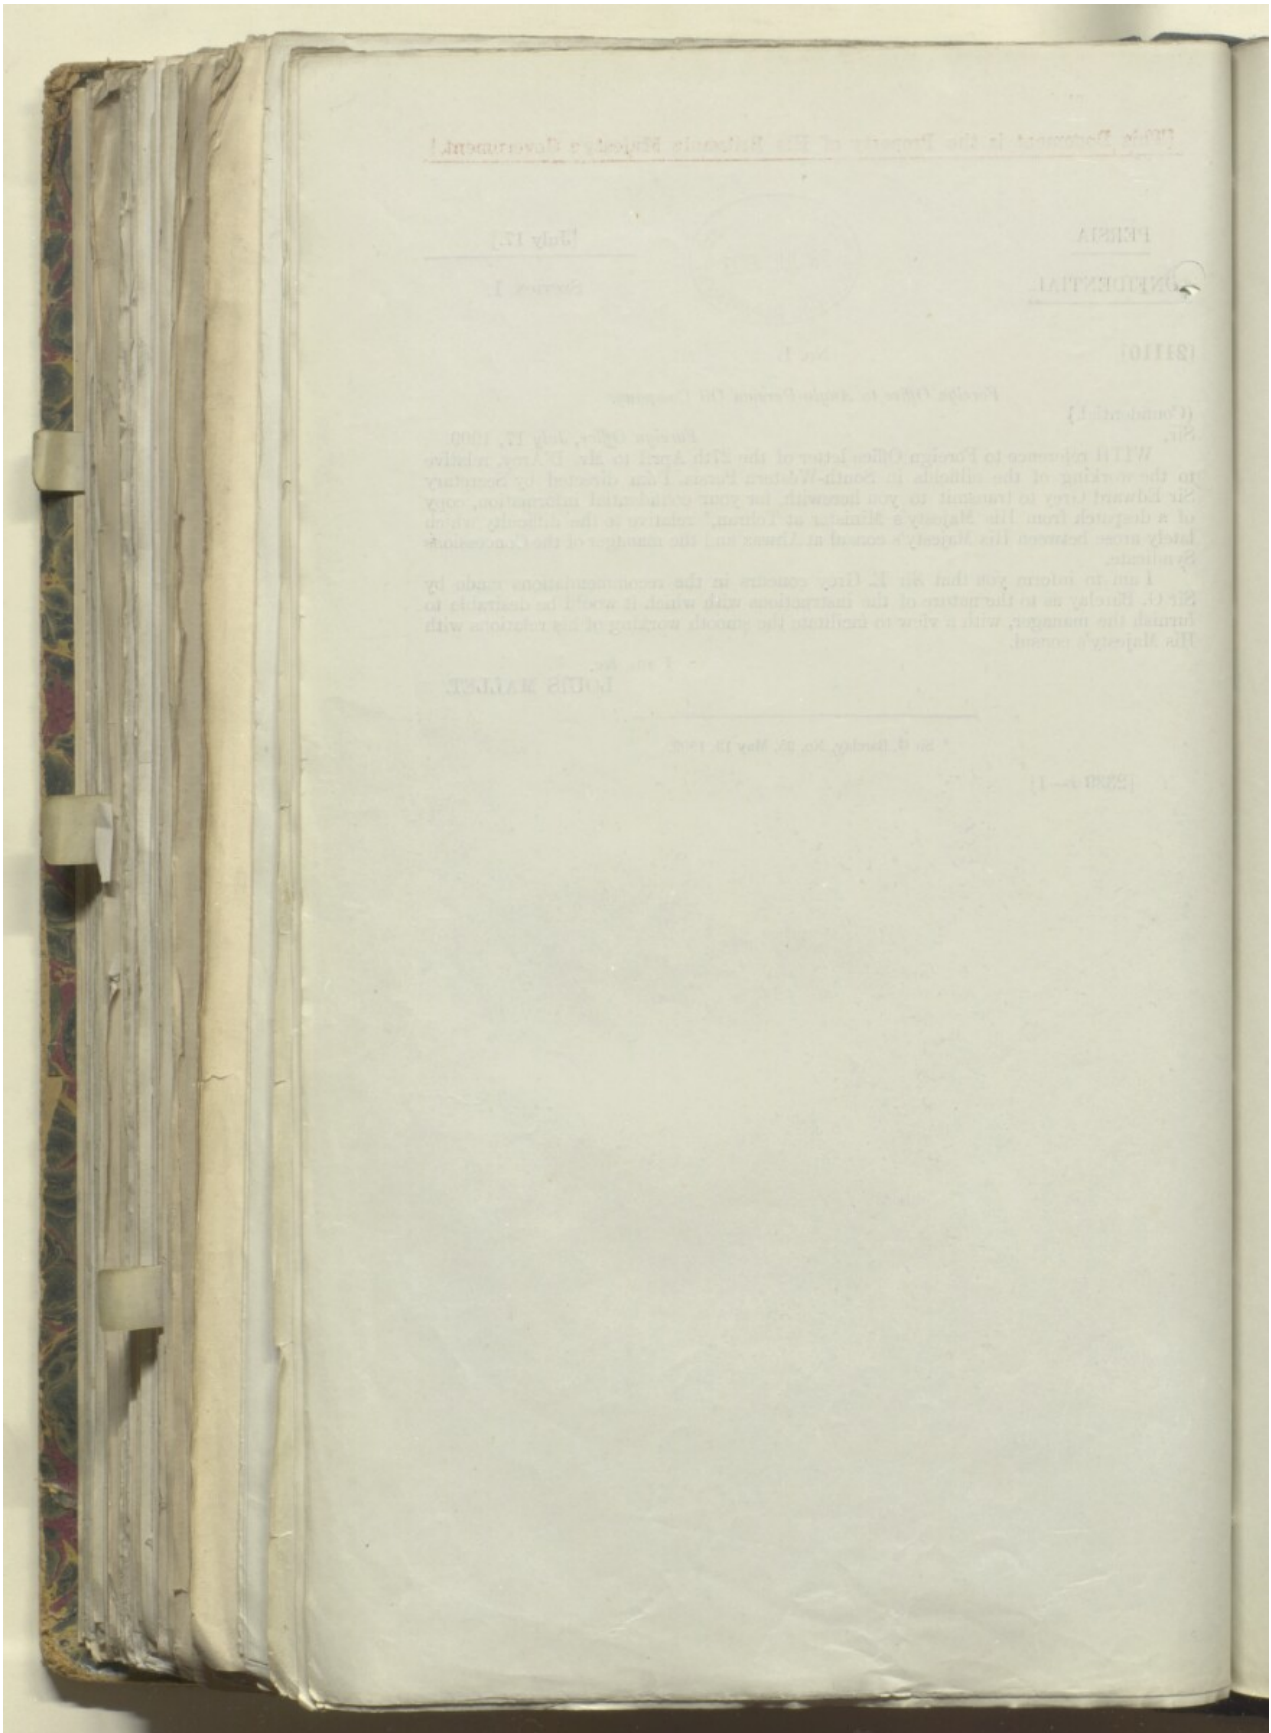 [This Document is the Property of His Britannic Majesty's Government.]
PERSIA.
[July 17.]
CONFIDENTIAL.
SECTION 1.
No. 1.
Foreign Office to Anglo-Persian Oil Company.
(Confidential.)
Sir,
Foreign Office, July 17, 1909.
WITH reference to Foreign Office letter of the 27th April to Mr. D'Arcy, relative
to the working of the oilfields in South-Western Persia, I am directed by Secretary
Sir Edward Grey to transmit to you herewith, for your confidential information, copy
of a despatch from His Majesty's Minister at Tehran,* relative to the difficulty which
lately arose between His Majesty's consul at Ahwaz and the manager of the Concessions
Syndicate.
I am to inform you that Sir E. Grey concurs in the recommendations made by
Sir G. Barclay as to the nature of the instructions with which it would be desirable to
furnish the manager, with a view to facilitate the smooth working of his relations with
His Majesty's consul.
I am, &c.
LOUIS MALLET.
* Sir G. Barclay, May